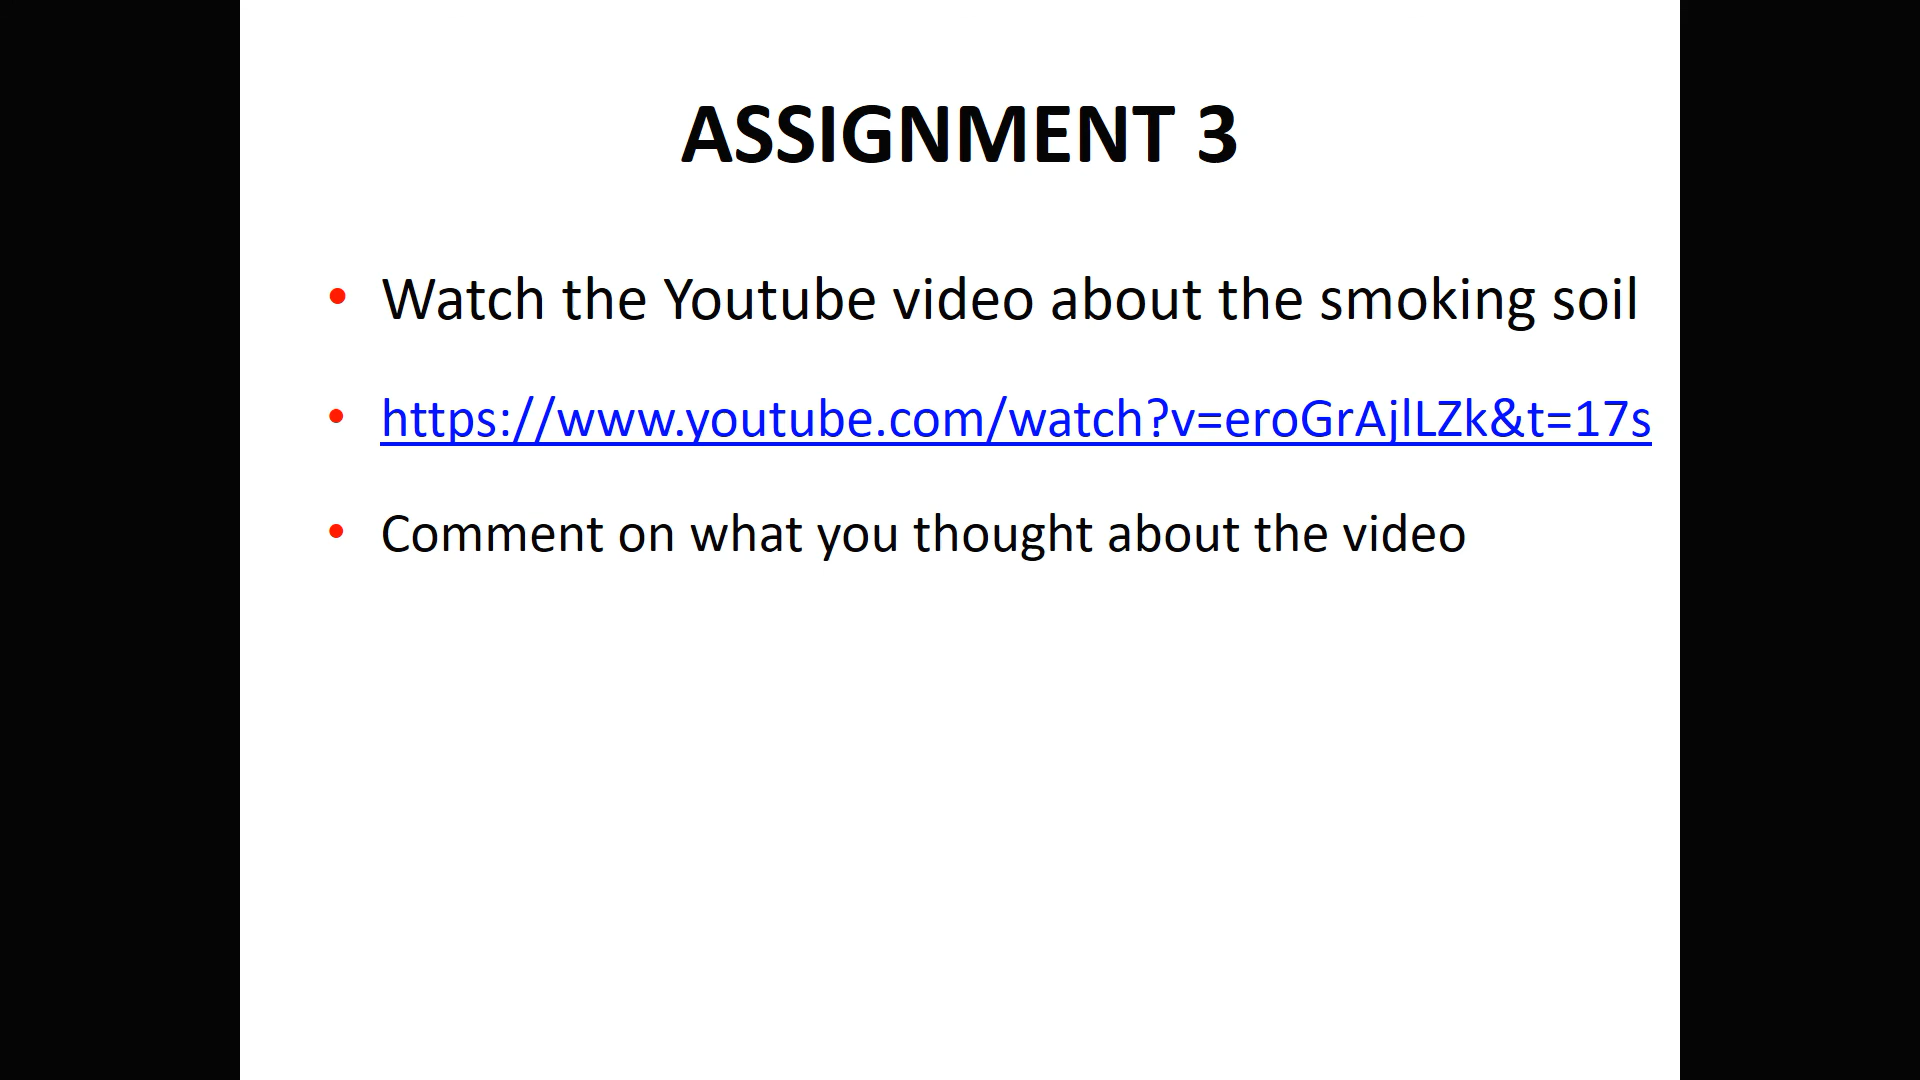 ASSIGNMENT 3
• Watch the Youtube video about the smoking soil
• https://www.youtube.com/watch?v=eroGrAjlLZk&t=17s
• Comment on what you thought about the video